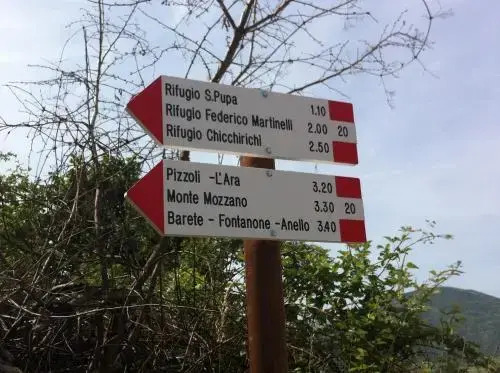 Rifugio S.Pupa 1.10
Rifugio Federico Martinelli 2.00 20
Rifugio Chicchirichi 2.50
Pizzoli -L'Ara 3.20
Monte Mozzano 3.30 20
Barete - Fontanone -Anello 3.40